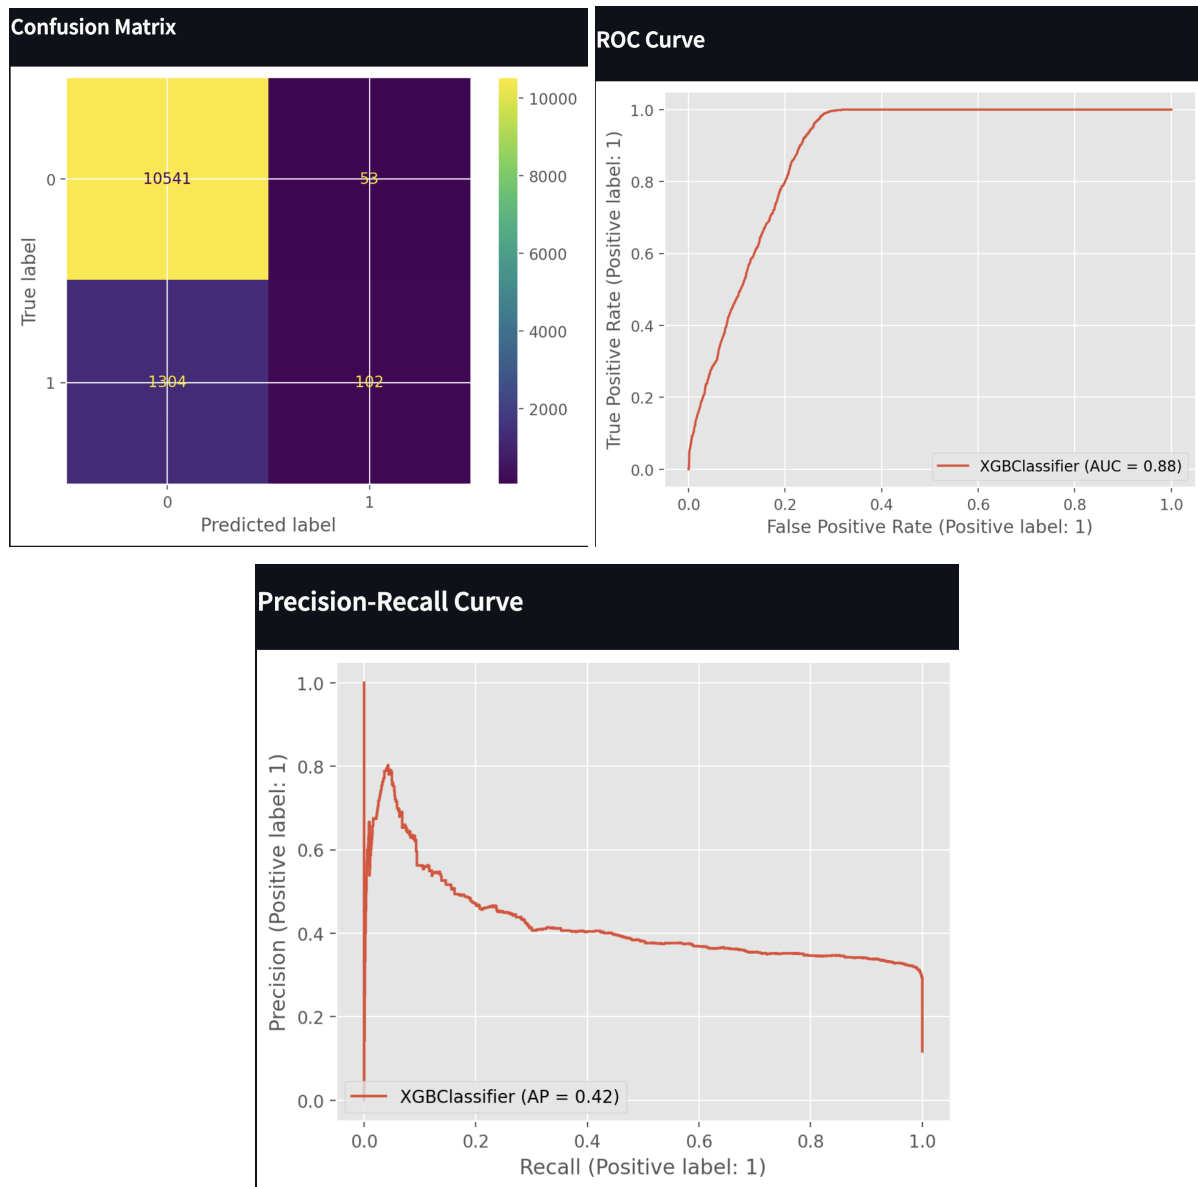 Confusion Matrix
10541
53
1304
102
0
1
True label
0
1
Predicted label
10000
8000
6000
4000
2000
ROC Curve
1.0
0.8
0.6
0.4
0.2
0.0
True Positive Rate (Positive label: 1)
XGBClassifier (AUC = 0.88)
0.0 0.2 0.4 0.6 0.8 1.0
False Positive Rate (Positive label: 1)
Precision-Recall Curve
1.0
0.8
0.6
0.4
0.2
0.0
Precision (Positive label: 1)
XGBClassifier (AP = 0.42)
0.0 0.2 0.4 0.6 0.8 1.0
Recall (Positive label: 1)